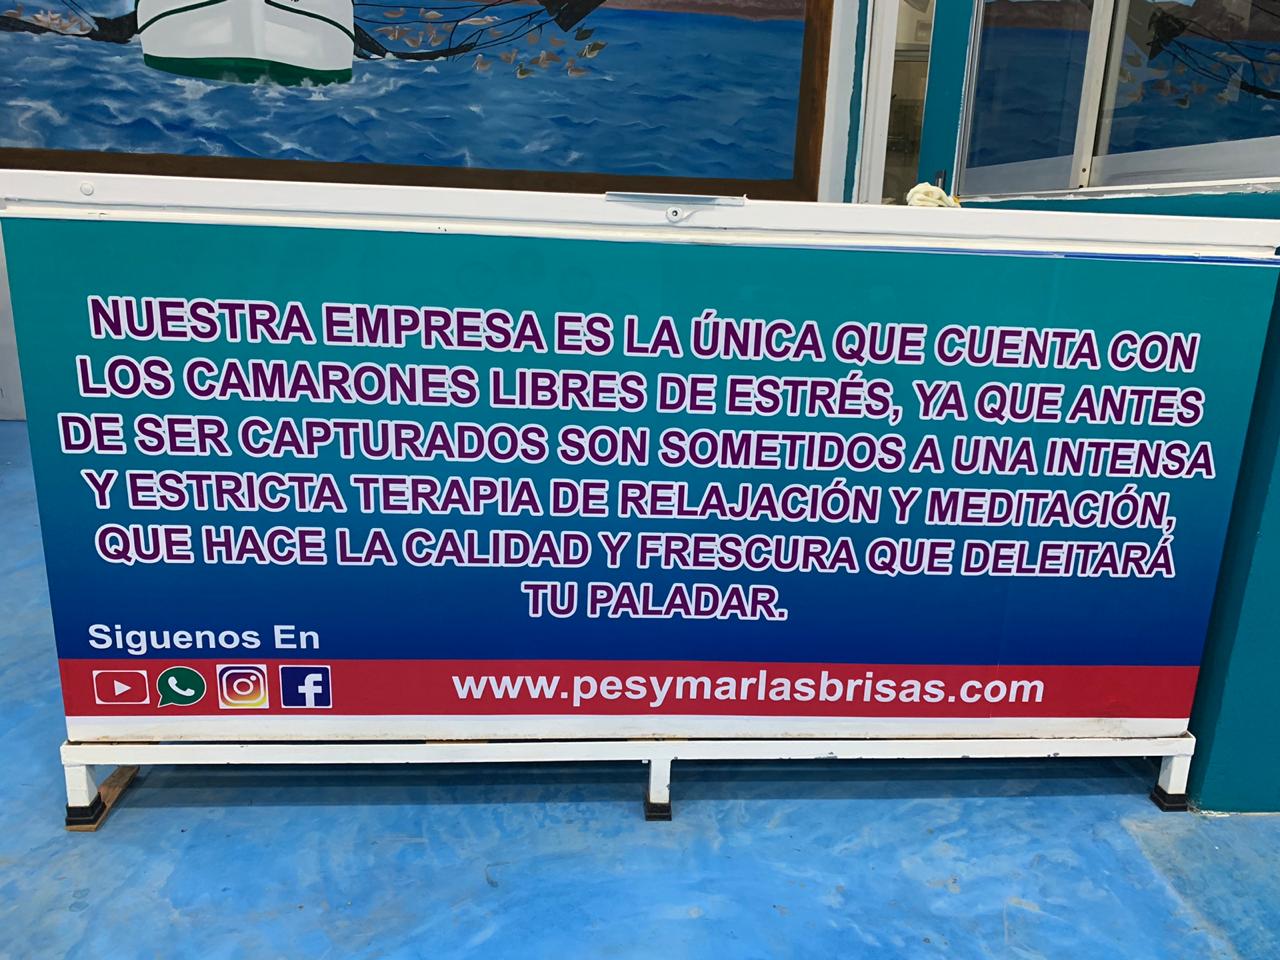 NUESTRA EMPRESA ES LA ÚNICA QUE CUENTA CON
LOS CAMARONES LIBRES DE ESTRÉS, YA QUE ANTES
DE SER CAPTURADOS SON SOMETIDOS A UNA INTENSA
Y ESTRICTA TERAPIA DE RELAJACIÓN Y MEDITACIÓN,
QUE HACE LA CALIDAD Y FRESCURA QUE DELEITARÁ
TU PALADAR.
Siguenos En
www.pesymarlasbrisas.com